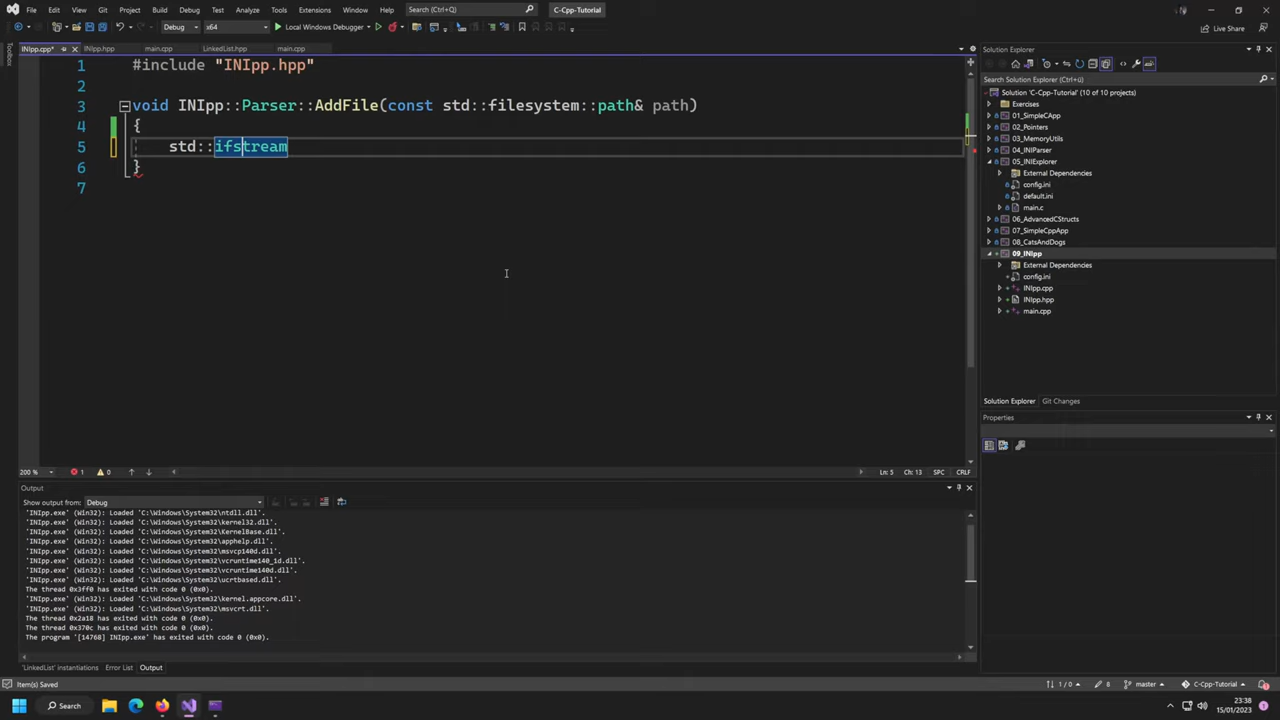 File Edit View Git Project Build Debug Test Analyze Tools Extensions Window Help Search (Ctrl+Q) C-Cpp-Tutorial
Debug x64 Local Windows Debugger Live Share
INIpp.cpp* INIpp.hpp main.cpp LinkedList.hpp main.cpp
1 #include "INIpp.hpp"
2
3 void INIpp::Parser::AddFile(const std::filesystem::path& path)
4 {
5 std::ifstream
6 }
7
200 % 1 0 Ln: 5 Ch: 13 SPC CRLF
Output
Show output from: Debug
'INIpp.exe' (Win32): Loaded 'C:\Windows\System32\ntdll.dll'.
'INIpp.exe' (Win32): Loaded 'C:\Windows\System32\kernel32.dll'.
'INIpp.exe' (Win32): Loaded 'C:\Windows\System32\KernelBase.dll'.
'INIpp.exe' (Win32): Loaded 'C:\Windows\System32\apphelp.dll'.
'INIpp.exe' (Win32): Loaded 'C:\Windows\System32\msvcp140d.dll'.
'INIpp.exe' (Win32): Loaded 'C:\Windows\System32\vcruntime140_1d.dll'.
'INIpp.exe' (Win32): Loaded 'C:\Windows\System32\vcruntime140d.dll'.
'INIpp.exe' (Win32): Loaded 'C:\Windows\System32\ucrtbased.dll'.
The thread 0x3ff0 has exited with code 0 (0x0).
'INIpp.exe' (Win32): Loaded 'C:\Windows\System32\kernel.appcore.dll'.
'INIpp.exe' (Win32): Loaded 'C:\Windows\System32\msvcrt.dll'.
The thread 0x2a18 has exited with code 0 (0x0).
The thread 0x370c has exited with code 0 (0x0).
The program '[14768] INIpp.exe' has exited with code 0 (0x0).
'LinkedList' instantiations Error List Output
Solution Explorer
Search Solution Explorer (Ctrl+ü)
Solution 'C-Cpp-Tutorial' (10 of 10 projects)
Exercises
01_SimpleCApp
02_Pointers
03_MemoryUtils
04_INIParser
05_INIExplorer
External Dependencies
config.ini
default.ini
main.c
06_AdvancedCStructs
07_SimpleCppApp
08_CatsAndDogs
09_INIpp
External Dependencies
config.ini
INIpp.cpp
INIpp.hpp
main.cpp
Solution Explorer Git Changes
Properties
Toolbox
Item(s) Saved 1 / 0 8 master C-Cpp-Tutorial
Search
23:38
15/01/2023